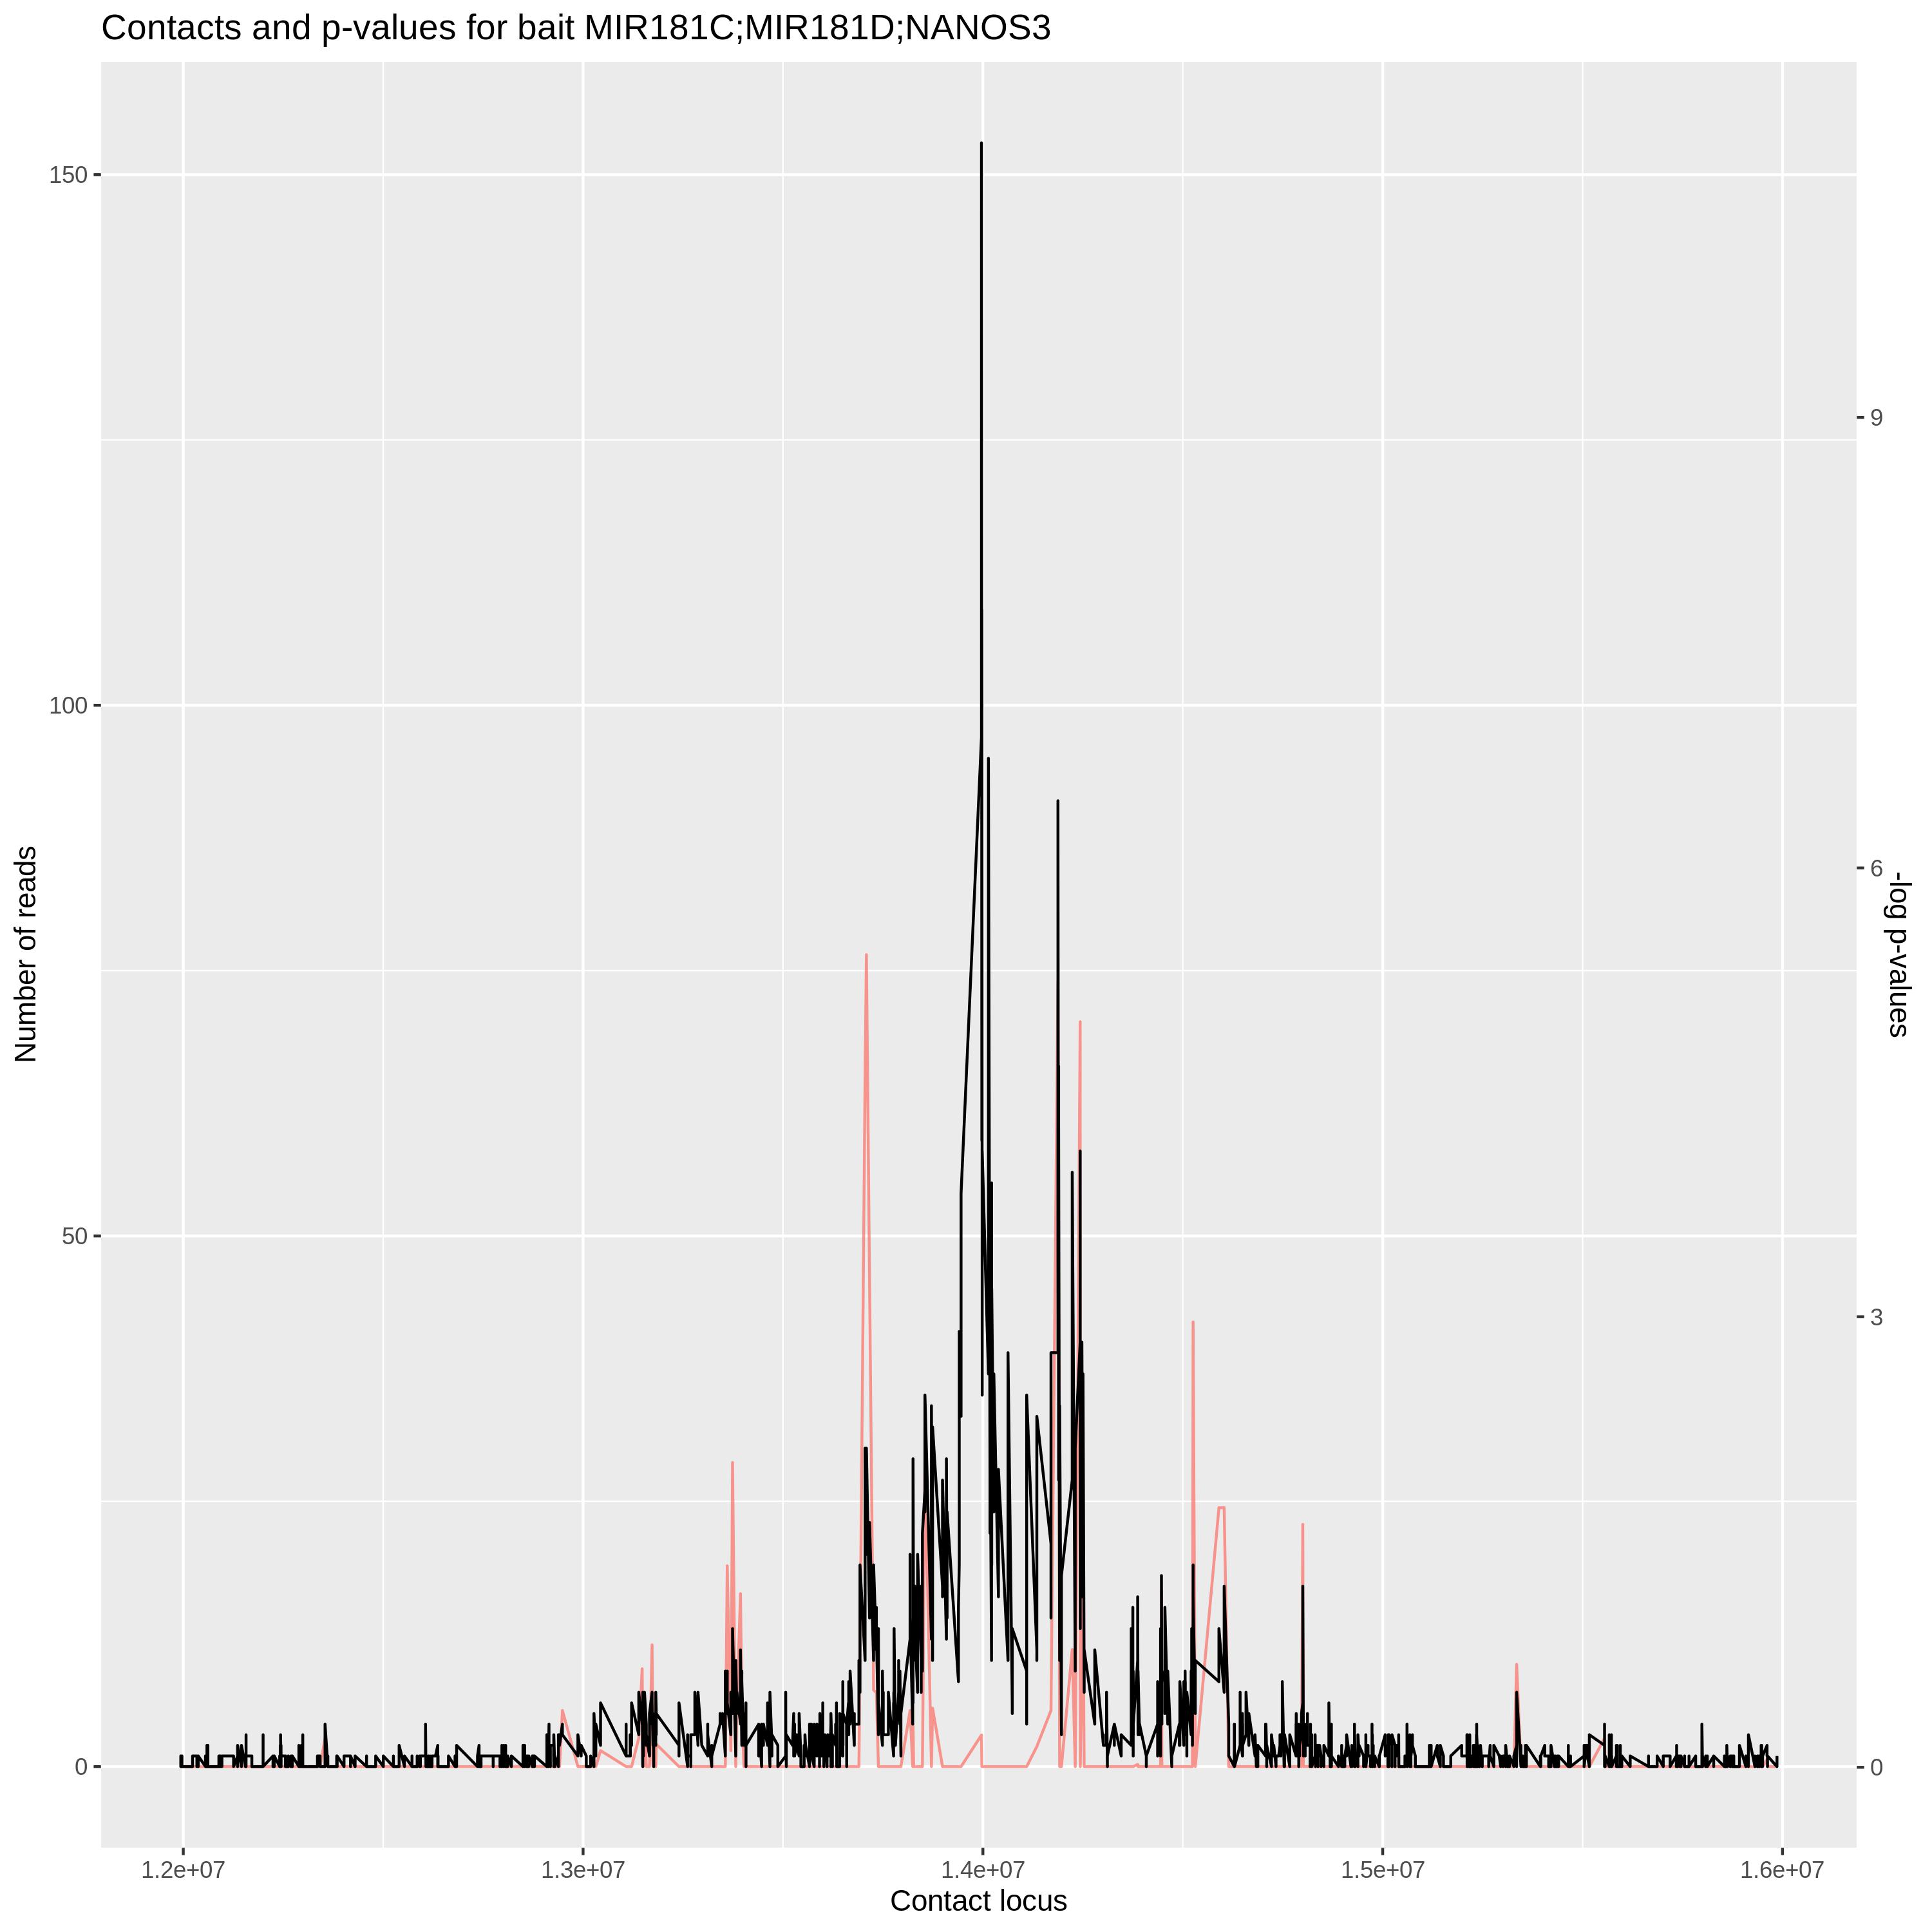 Contacts and p-values for bait MIR181C;MIR181D;NANOS3
150
100
50
0
Number of reads
9
6
3
0
-log p-values
1.2e+07
1.3e+07
1.4e+07
1.5e+07
1.6e+07
Contact locus